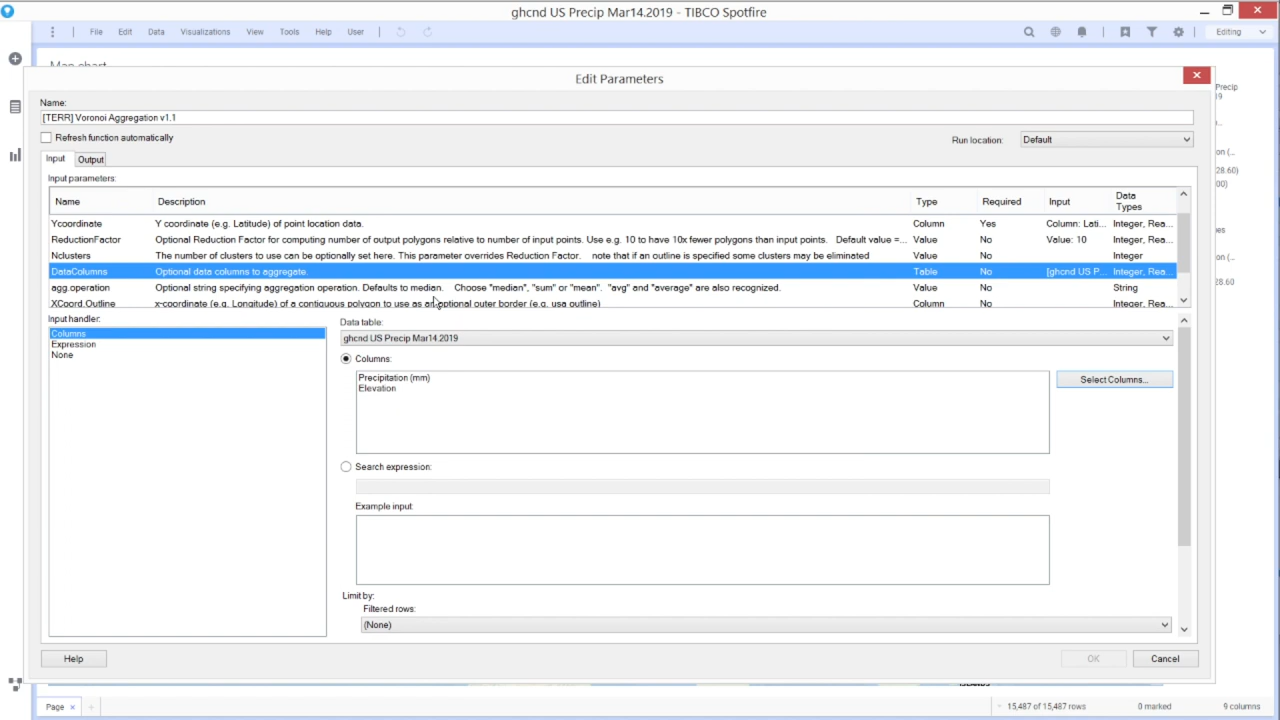 ghcnd US Precip Mar14.2019 - TIBCO Spotfire
File Edit Data Visualizations View Tools Help User Editing
Map chart
Edit Parameters
Precip
Name:
[TERR] Voronoi Aggregation v1.1
Refresh function automatically
Run location: Default
Input Output
Input parameters:
Name Description Type Required Input Data Types
Ycoordinate Y coordinate (e.g. Latitude) of point location data. Column Yes Column: Lati... Integer, Rea...
ReductionFactor Optional Reduction Factor for computing number of output polygons relative to number of input points. Use e.g. 10 to have 10x fewer polygons than input points. Default value =... Value No Value: 10 Integer, Rea...
Nclusters The number of clusters to use can be optionally set here. This parameter overrides Reduction Factor. note that if an outline is specified some clusters may be eliminated Value No Integer
DataColumns Optional data columns to aggregate. Table No [ghcnd US P... Integer, Rea...
agg.operation Optional string specifying aggregation operation. Defaults to median. Choose "median", "sum" or "mean". "avg" and "average" are also recognized. Value No String
XCoord.Outline x-coordinate (e.g. Longitude) of a contiguous polygon to use as an optional outer border (e.g. usa outline) Column No Integer, Rea...
Input handler:
Columns
Expression
None
Data table:
ghcnd US Precip Mar14.2019
Columns:
Precipitation (mm)
Elevation
Select Columns...
Search expression:
Example input:
Limit by:
Filtered rows:
(None)
Help OK Cancel
ISLANDS
Page × + 15,487 of 15,487 rows 0 marked 9 columns